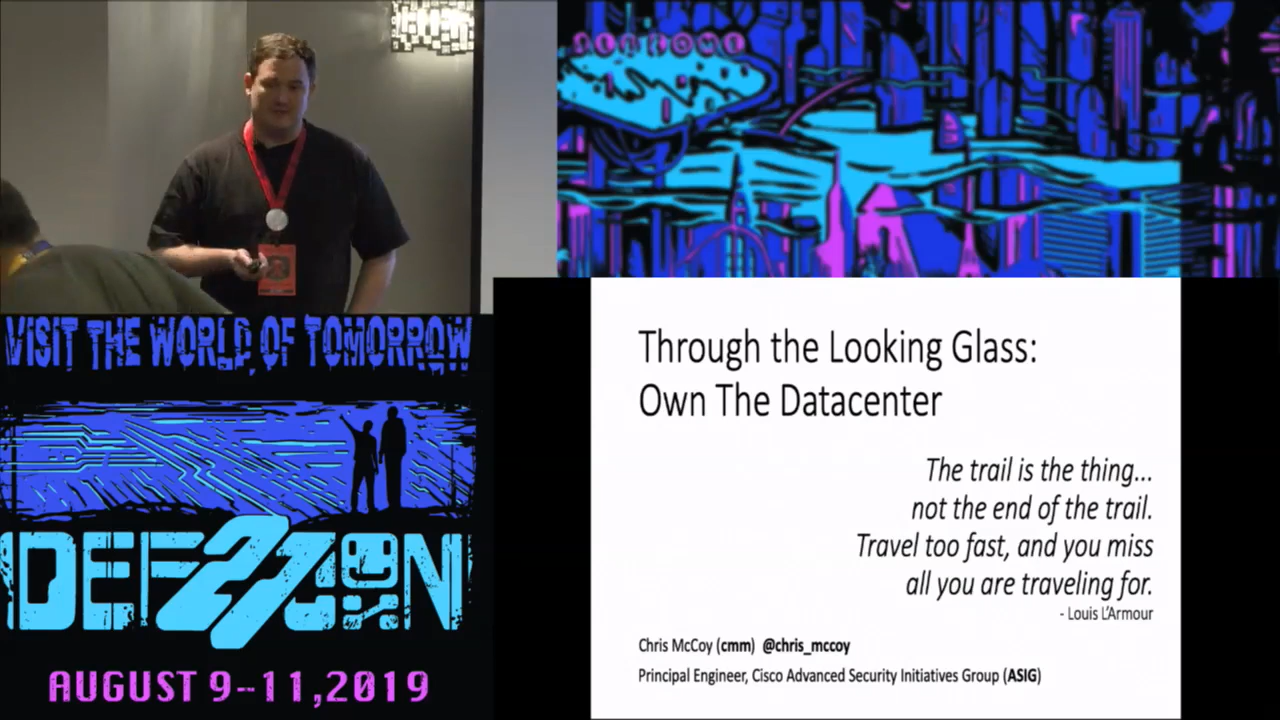 VISIT THE WORLD OF TOMORROW
DEF27CON
AUGUST 9--11,2019
Through the Looking Glass:
Own The Datacenter
The trail is the thing...
not the end of the trail.
Travel too fast, and you miss
all you are traveling for.
- Louis L'Armour
Chris McCoy (cmm) @chris_mccoy
Principal Engineer, Cisco Advanced Security Initiatives Group (ASIG)